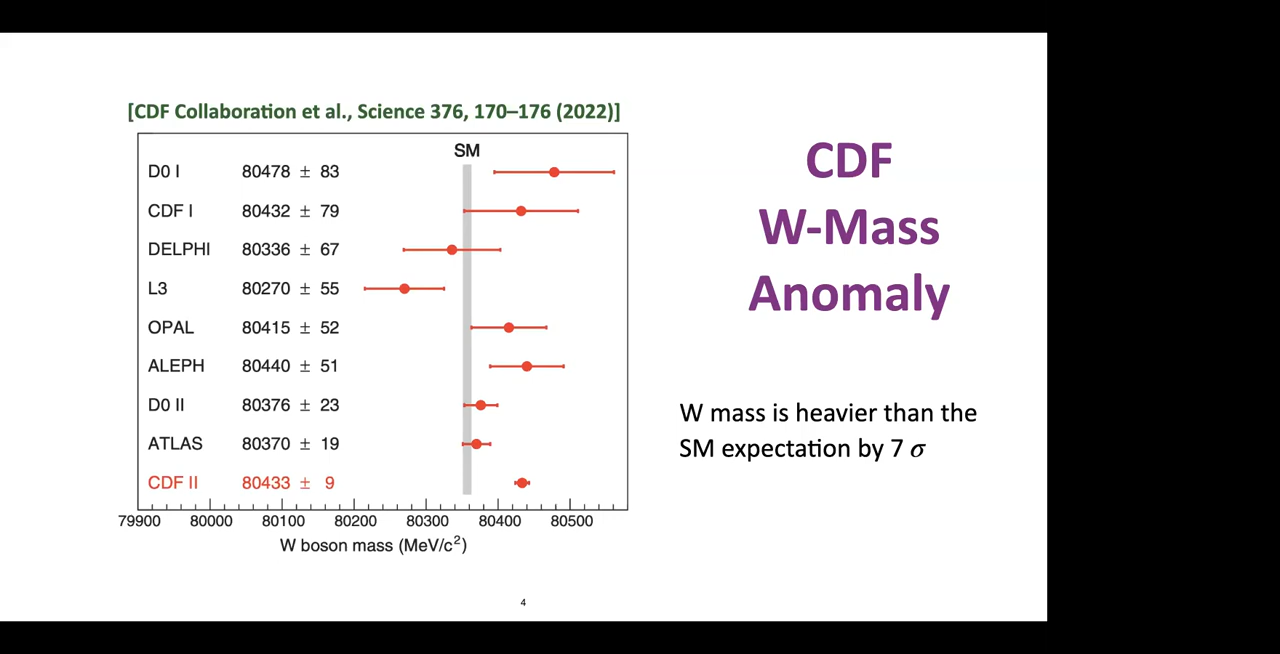 [CDF Collaboration et al., Science 376, 170–176 (2022)]
SM
D0 I 80478 ± 83
CDF I 80432 ± 79
DELPHI 80336 ± 67
L3 80270 ± 55
OPAL 80415 ± 52
ALEPH 80440 ± 51
D0 II 80376 ± 23
ATLAS 80370 ± 19
CDF II 80433 ± 9
79900 80000 80100 80200 80300 80400 80500
W boson mass (MeV/c²)
CDF
W-Mass
Anomaly
W mass is heavier than the
SM expectation by 7 σ
4